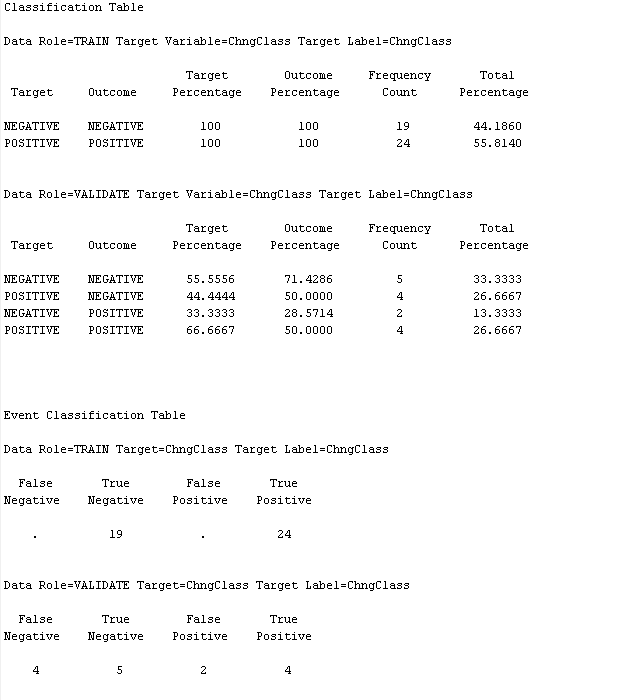 Classification Table
Data Role=TRAIN Target Variable=ChngClass Target Label=ChngClass
Target Outcome Frequency Total
Target Outcome Percentage Percentage Count Percentage
NEGATIVE NEGATIVE 100 100 19 44.1860
POSITIVE POSITIVE 100 100 24 55.8140
Data Role=VALIDATE Target Variable=ChngClass Target Label=ChngClass
Target Outcome Frequency Total
Target Outcome Percentage Percentage Count Percentage
NEGATIVE NEGATIVE 55.5556 71.4286 5 33.3333
POSITIVE NEGATIVE 44.4444 50.0000 4 26.6667
NEGATIVE POSITIVE 33.3333 28.5714 2 13.3333
POSITIVE POSITIVE 66.6667 50.0000 4 26.6667
Event Classification Table
Data Role=TRAIN Target=ChngClass Target Label=ChngClass
False True False True
Negative Negative Positive Positive
. 19 . 24
Data Role=VALIDATE Target=ChngClass Target Label=ChngClass
False True False True
Negative Negative Positive Positive
4 5 2 4